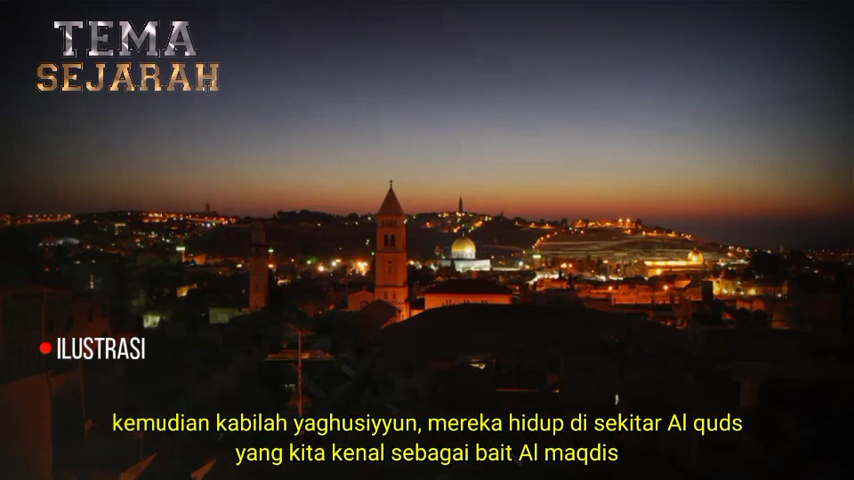 TEMA
SEJARAH
ILUSTRASI
kemudian kabilah yaghusiyyun, mereka hidup di sekitar Al quds
yang kita kenal sebagai bait Al maqdis